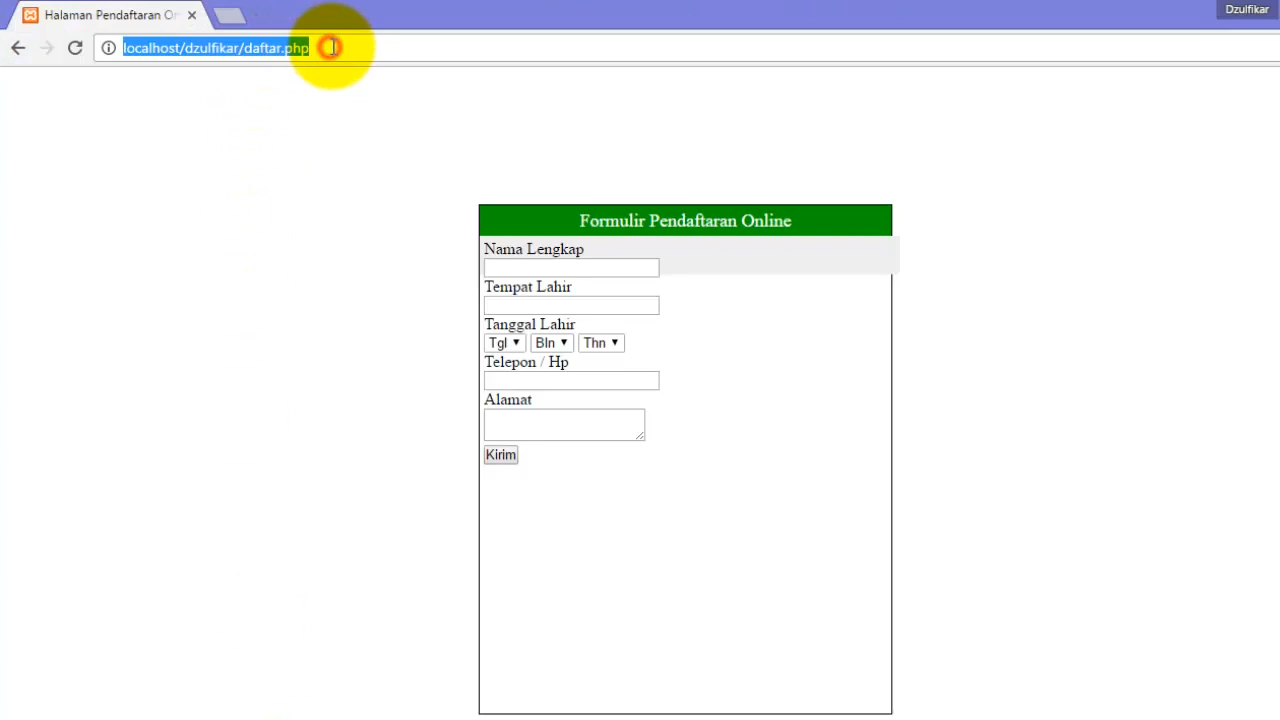 Halaman Pendaftaran On
Dzulfikar
localhost/dzulfikar/daftar.php
Formulir Pendaftaran Online
Nama Lengkap
Tempat Lahir
Tanggal Lahir
Tgl Bln Thn
Telepon / Hp
Alamat
Kirim